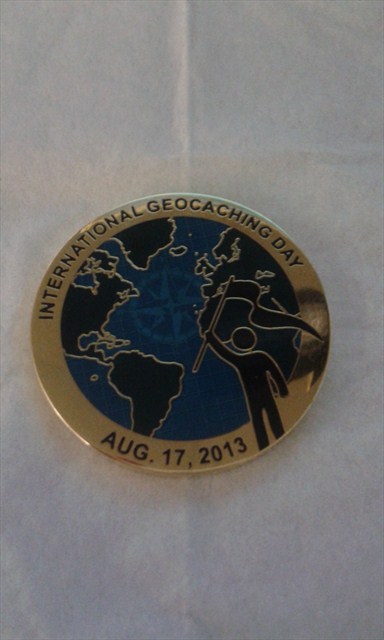 INTERNATIONAL GEOCACHING DAY
AUG. 17, 2013